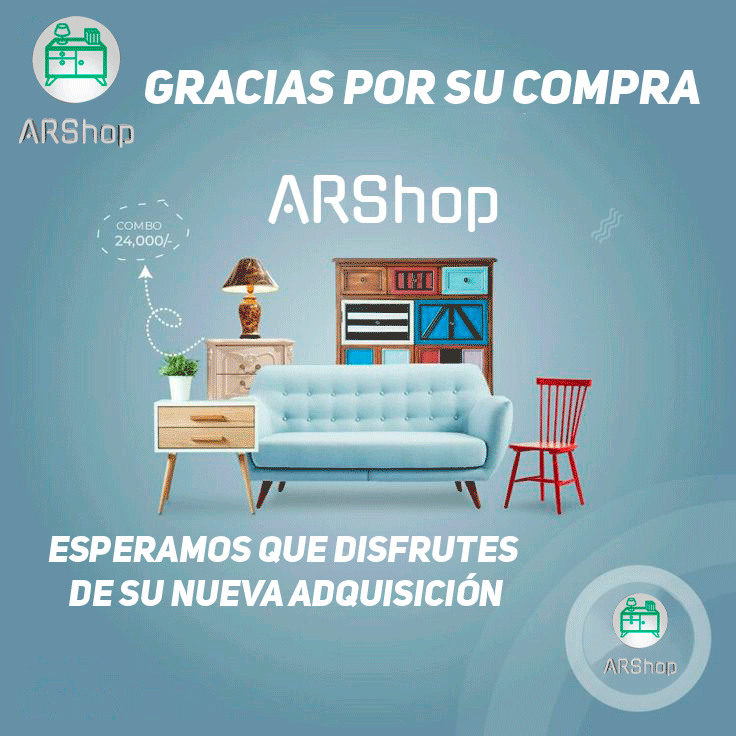 ARShop
GRACIAS POR SU COMPRA
ARShop
COMBO
24,000/-
ESPERAMOS QUE DISFRUTES
DE SU NUEVA ADQUISICIÓN
ARShop